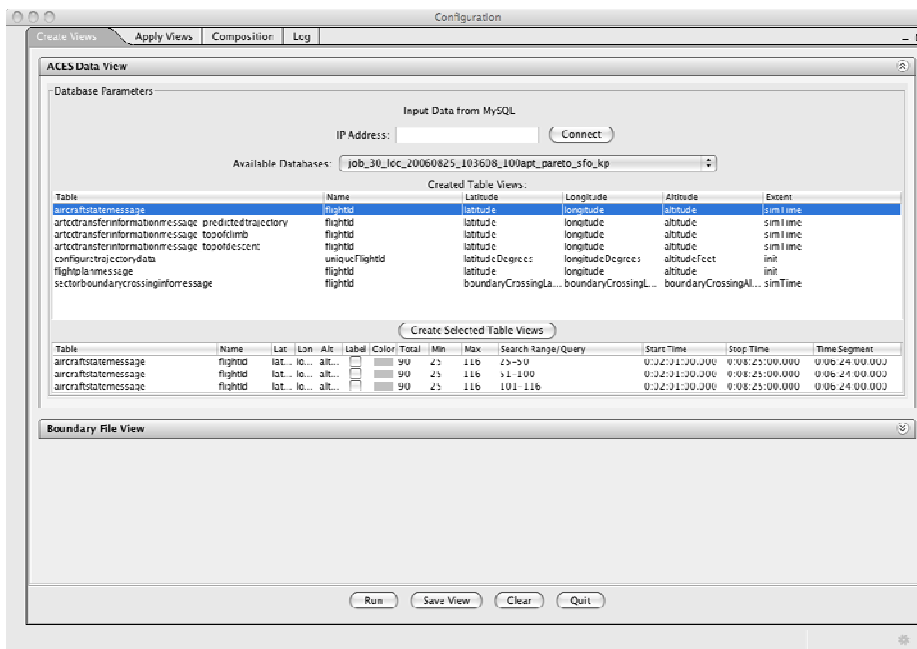 Configuration
Create Views Apply Views Composition Log
ACES Data View
Database Parameters
Input Data from MySQL
IP Address: Connect
Available Databases: job_30_loc_20060825_103608_100apt_pareto_sfo_kp
Created Table Views:
Table Name Latitude Longitude Altitude Extent
aircraftstatemessage flightId latitude longitude altitude simTime
artcctransferinformationmessage_predictedtrajectory flightId latitude longitude altitude simTime
artcctransferinformationmessage_topofclimb flightId latitude longitude altitude simTime
artcctransferinformationmessage_topofdescent flightId latitude longitude altitude simTime
configuretrajectorydata uniqueFlightId latitudeDegrees longitudeDegrees altitudeFeet init
flightplanmessage flightId latitude longitude altitude init
sectorboundarycrossinginfomessage flightId boundaryCrossingLa... boundaryCrossingL... boundaryCrossingAl... simTime
Create Selected Table Views
Table Name Lat Lon Alt Label Color Total Min Max Search Range/Query Start Time Stop Time Time Segment
aircraftstatemessage flightId lat... lo... alt... 90 25 116 25-50 0:02:01:00.000 0:08:25:00.000 0:06:24:00.000
aircraftstatemessage flightId lat... lo... alt... 90 25 116 51-100 0:02:01:00.000 0:08:25:00.000 0:06:24:00.000
aircraftstatemessage flightId lat... lo... alt... 90 25 116 101-116 0:02:01:00.000 0:08:25:00.000 0:06:24:00.000
Boundary File View
Run Save View Clear Quit